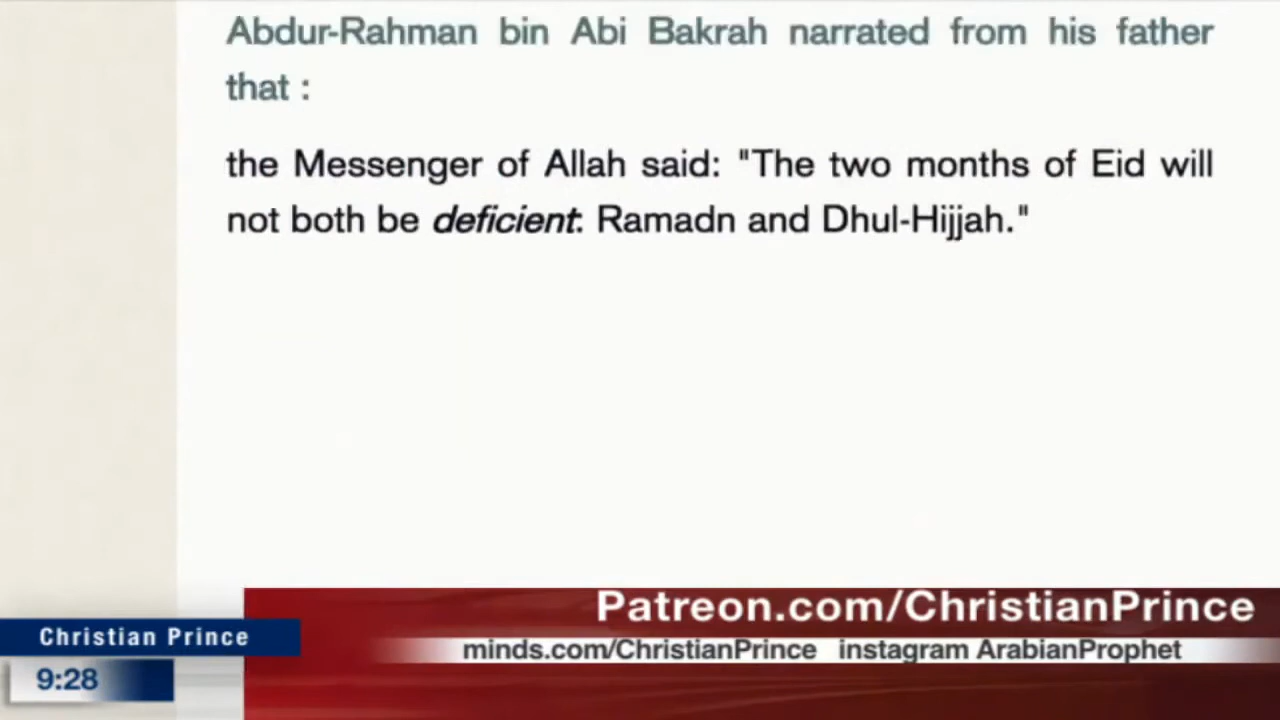 Abdur-Rahman bin Abi Bakrah narrated from his father
that :
the Messenger of Allah said: "The two months of Eid will
not both be deficient: Ramadn and Dhul-Hijjah."
Patreon.com/ChristianPrince
Christian Prince
minds.com/ChristianPrince instagram ArabianProphet
9:28